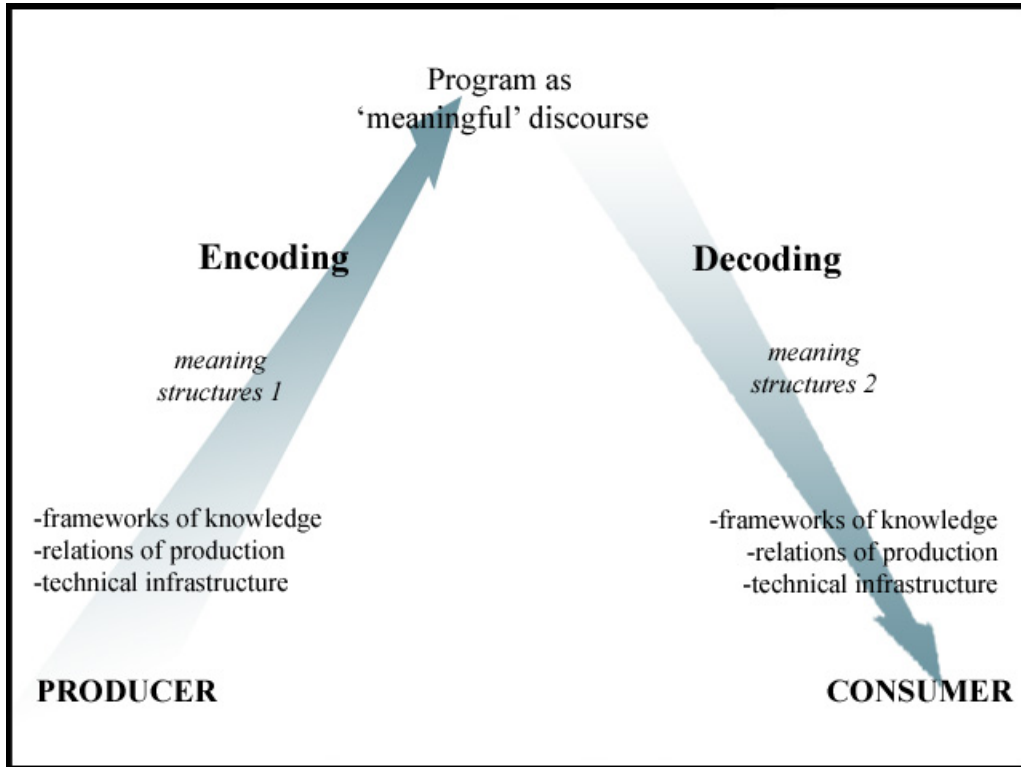 Program as
‘meaningful’ discourse
Encoding
Decoding
meaning
structures 1
meaning
structures 2
-frameworks of knowledge
-relations of production
-technical infrastructure
-frameworks of knowledge
-relations of production
-technical infrastructure
PRODUCER
CONSUMER